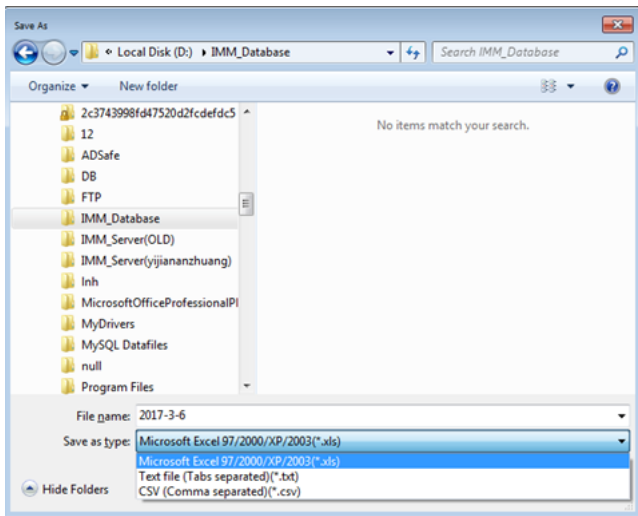 Save As
« Local Disk (D:) ▸ IMM_Database
Search IMM_Database
Organize
New folder
2c3743998fd47520d2fcdefdc5
12
ADSafe
DB
FTP
IMM_Database
IMM_Server(OLD)
IMM_Server(yijiananzhuang)
lnh
MicrosoftOfficeProfessionalPl
MyDrivers
MySQL Datafiles
null
Program Files
No items match your search.
File name: 2017-3-6
Save as type: Microsoft Excel 97/2000/XP/2003(*.xls)
Microsoft Excel 97/2000/XP/2003(*.xls)
Text file (Tabs separated)(*.txt)
CSV (Comma separated)(*.csv)
Hide Folders